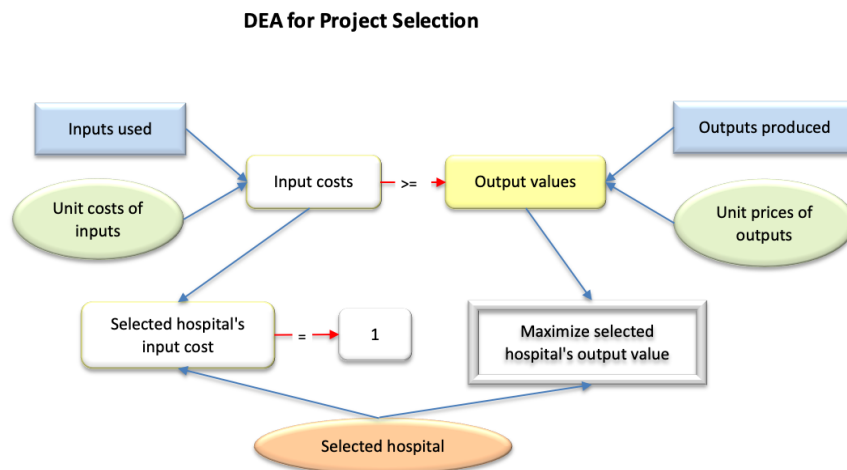 DEA for Project Selection
Inputs used
Outputs produced
Input costs
>=
Output values
Unit costs of
inputs
Unit prices of
outputs
Selected hospital's
input cost
=
1
Maximize selected
hospital's output value
Selected hospital